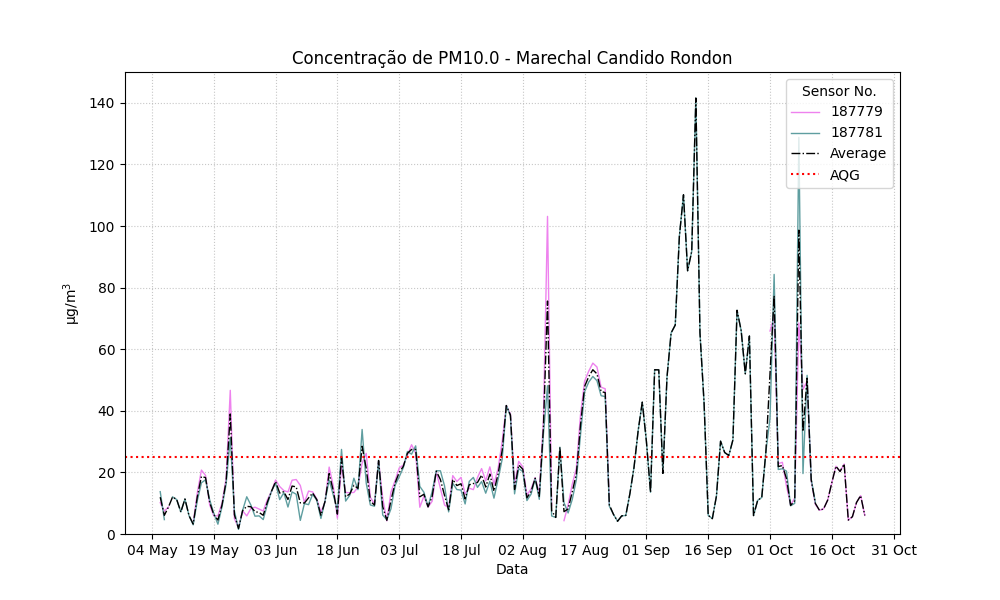 Concentração de PM10.0 - Marechal Candido Rondon
Sensor No.
187779
187781
Average
AQG
140
120
100
80
60
40
20
0
µg/m³
04 May 19 May 03 Jun 18 Jun 03 Jul 18 Jul 02 Aug 17 Aug 01 Sep 16 Sep 01 Oct 16 Oct 31 Oct
Data